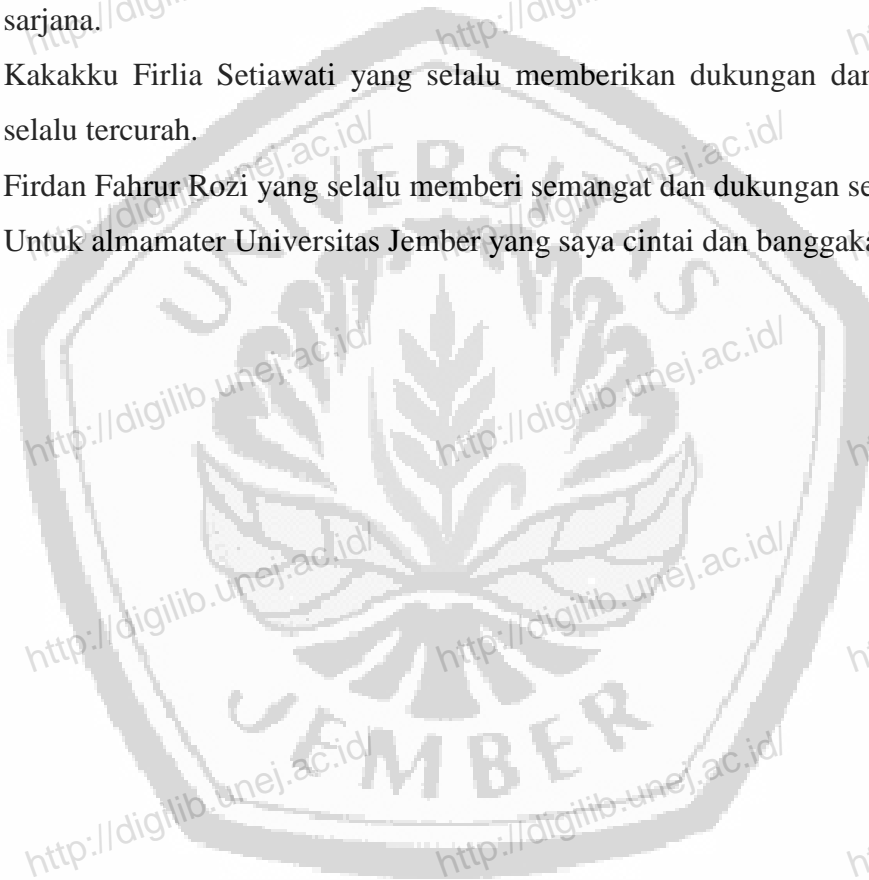 sarjana.
Kakakku Firlia Setiawati yang selalu memberikan dukungan dan
selalu tercurah.
Firdan Fahrur Rozi yang selalu memberi semangat dan dukungan
Untuk almamater Universitas Jember yang saya cintai dan
UNIVERSITAS
JEMBER
http://digilib.unej.ac.id/
http://digilib.unej.ac.id/
http://digilib.unej.ac.id/
http://digilib.unej.ac.id/
http://digilib.unej.ac.id/
http://digilib.unej.ac.id/
http://digilib.unej.ac.id/
http://digilib.unej.ac.id/